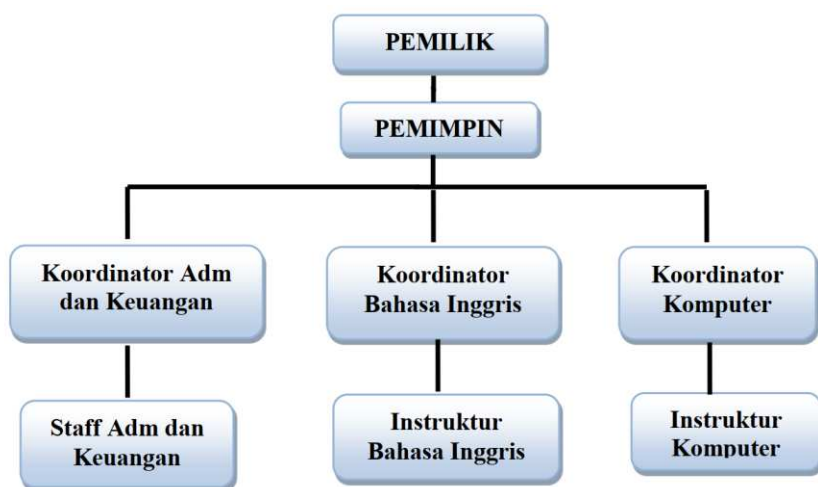 PEMILIK
PEMIMPIN
Koordinator Adm
dan Keuangan
Koordinator
Bahasa Inggris
Koordinator
Komputer
Staff Adm dan
Keuangan
Instruktur
Bahasa Inggris
Instruktur
Komputer